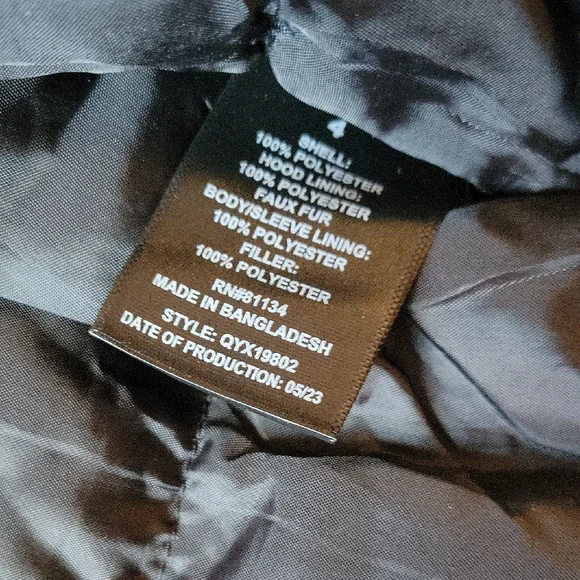 4
SHELL:
100% POLYESTER
HOOD LINING:
100% POLYESTER
FAUX FUR
BODY/SLEEVE LINING:
100% POLYESTER
FILLER:
100% POLYESTER
RN#81134
MADE IN BANGLADESH
STYLE: QYX19802
DATE OF PRODUCTION: 05/23